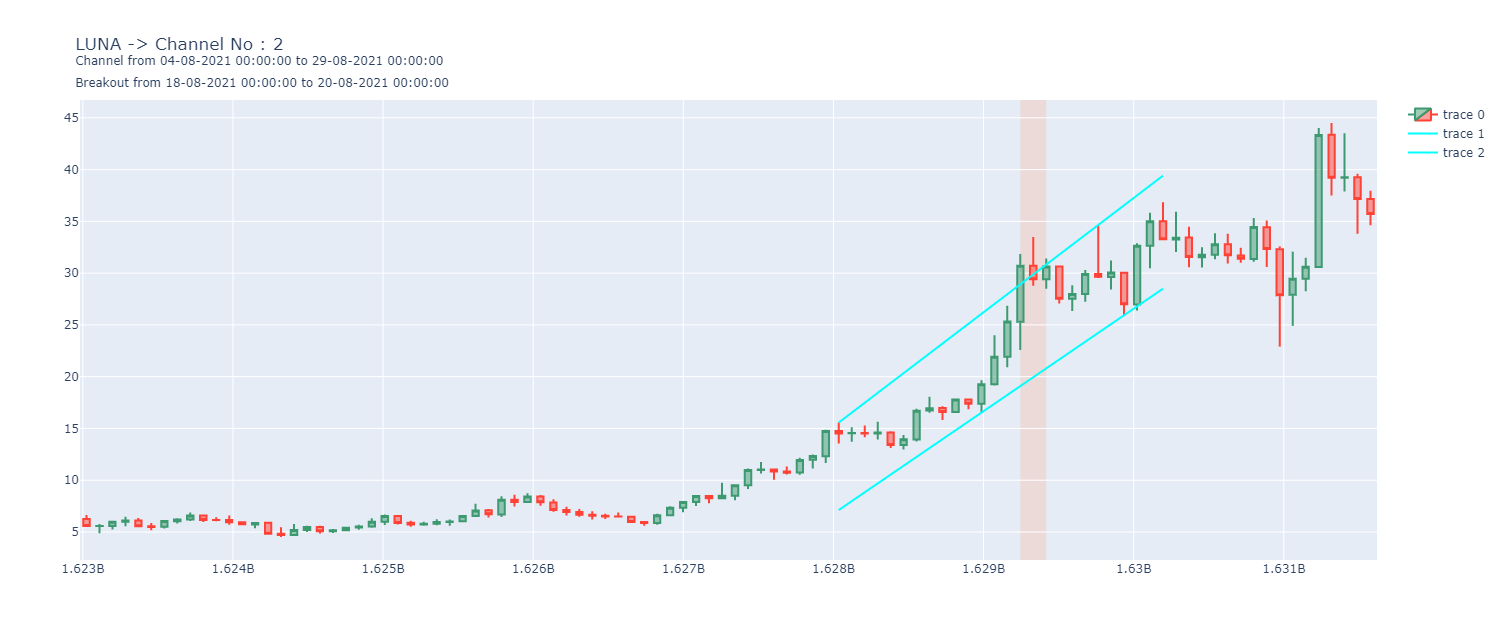 LUNA -> Channel No : 2
Channel from 04-08-2021 00:00:00 to 29-08-2021 00:00:00
Breakout from 18-08-2021 00:00:00 to 20-08-2021 00:00:00
45
40
35
30
25
20
15
10
5
1.623B 1.624B 1.625B 1.626B 1.627B 1.628B 1.629B 1.63B 1.631B
trace 0
trace 1
trace 2